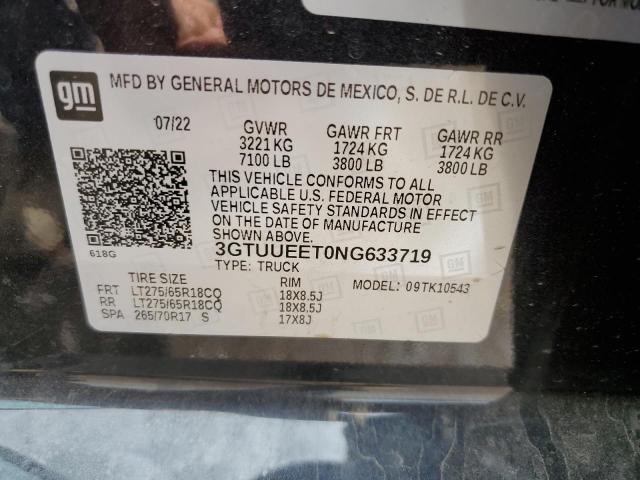 gm
MFD BY GENERAL MOTORS DE MEXICO, S. DE R.L. DE C.V.
07/22 GVWR GAWR FRT GAWR RR
3221 KG 1724 KG 1724 KG
7100 LB 3800 LB 3800 LB
THIS VEHICLE CONFORMS TO ALL
APPLICABLE U.S. FEDERAL MOTOR
VEHICLE SAFETY STANDARDS IN EFFECT
ON THE DATE OF MANUFACTURE
SHOWN ABOVE.
618G 3GTUUEET0NG633719
TYPE: TRUCK
TIRE SIZE RIM MODEL: 09TK10543
FRT LT275/65R18CQ 18X8.5J
RR LT275/65R18CQ 18X8.5J
SPA 265/70R17 S 17X8J